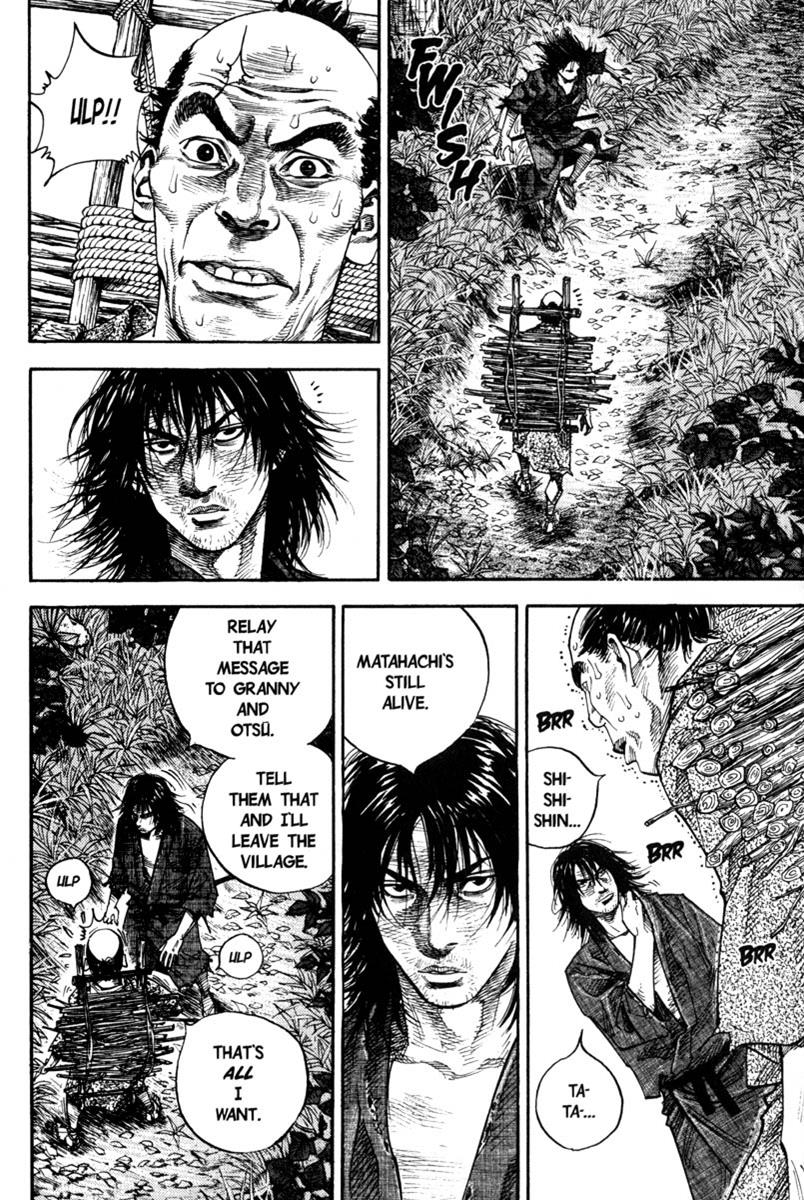 FWISH
ULP!!
BRR
SHI-
SHI-
SHIN...
BRR
BRR
TA-
TA-...
MATAHACHI'S
STILL
ALIVE.
RELAY
THAT
MESSAGE
TO GRANNY
AND
OTSŪ.
TELL
THEM THAT
AND I'LL
LEAVE THE
VILLAGE.
ULP
ULP
THAT'S
ALL
I
WANT.